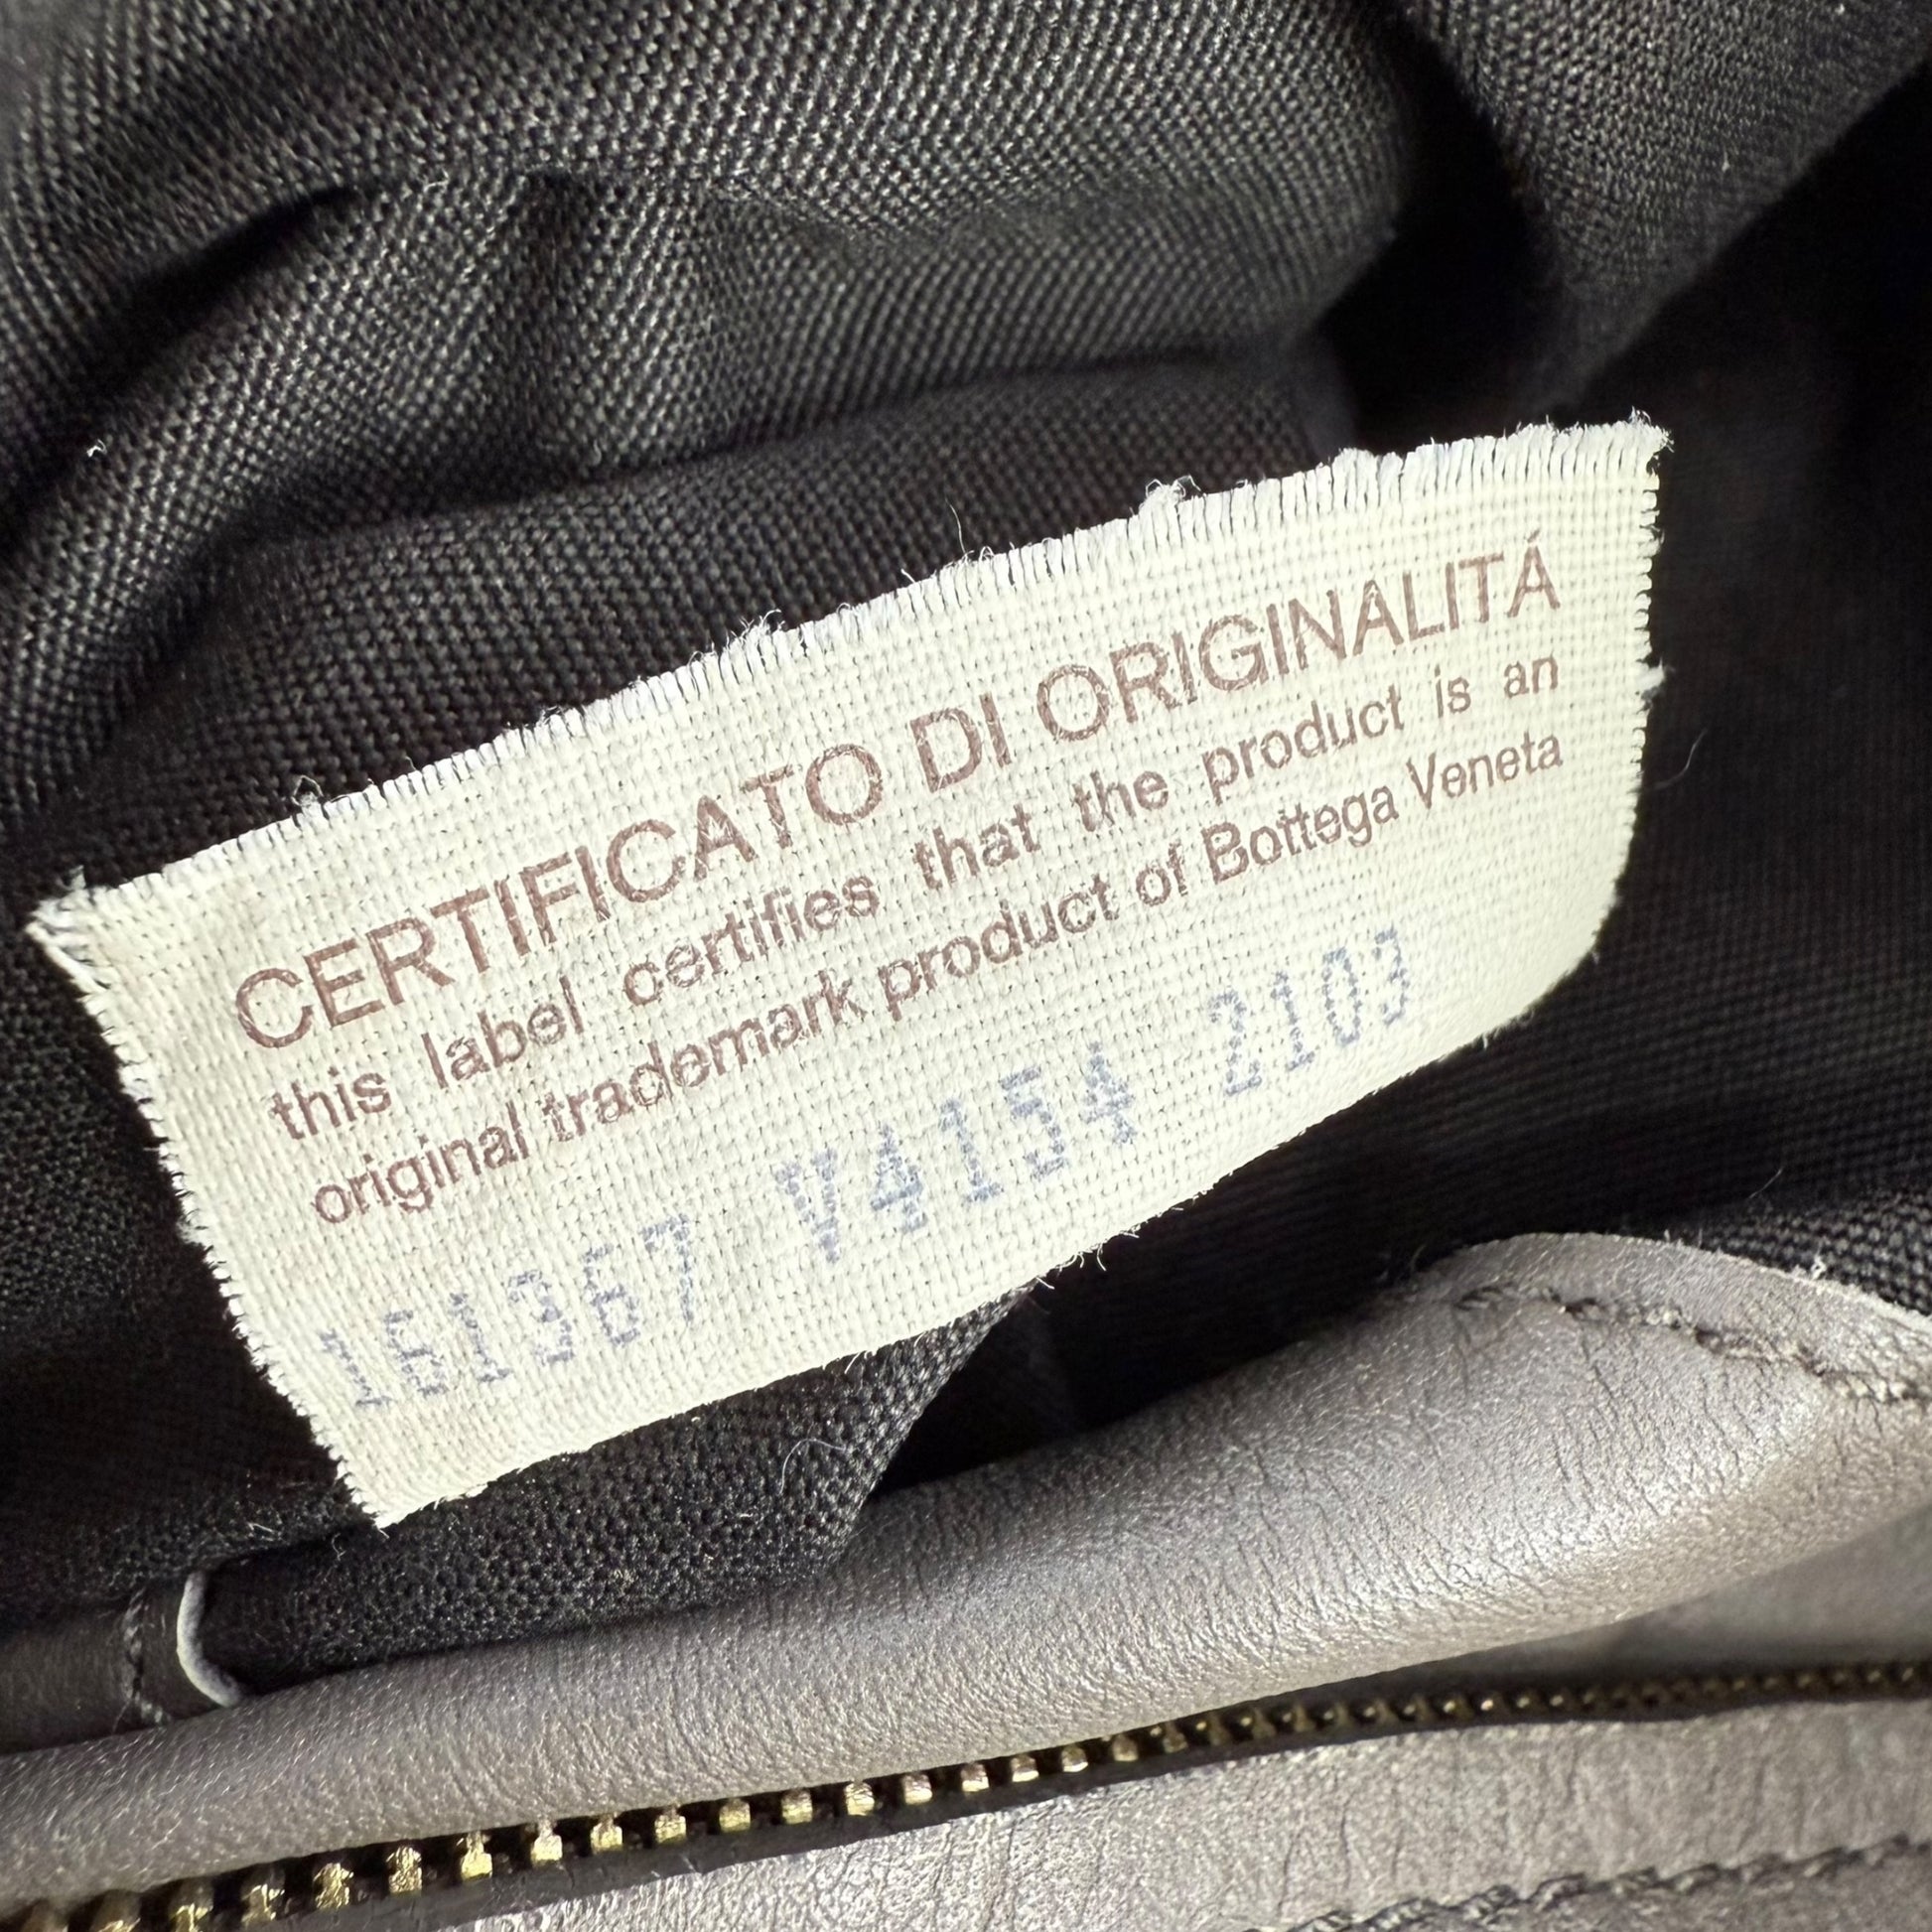 CERTIFICATO DI ORIGINALITÁ
this label certifies that the product is an
original trademark product of Bottega Veneta
161367 V4154 2103